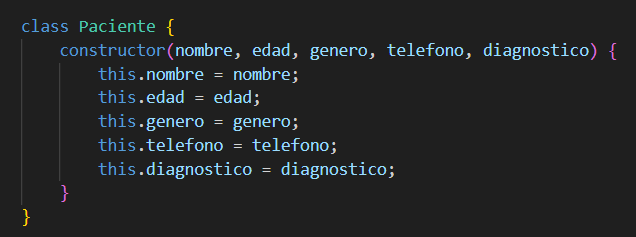 class Paciente {
constructor(nombre, edad, genero, telefono, diagnostico) {
this.nombre = nombre;
this.edad = edad;
this.genero = genero;
this.telefono = telefono;
this.diagnostico = diagnostico;
}
}